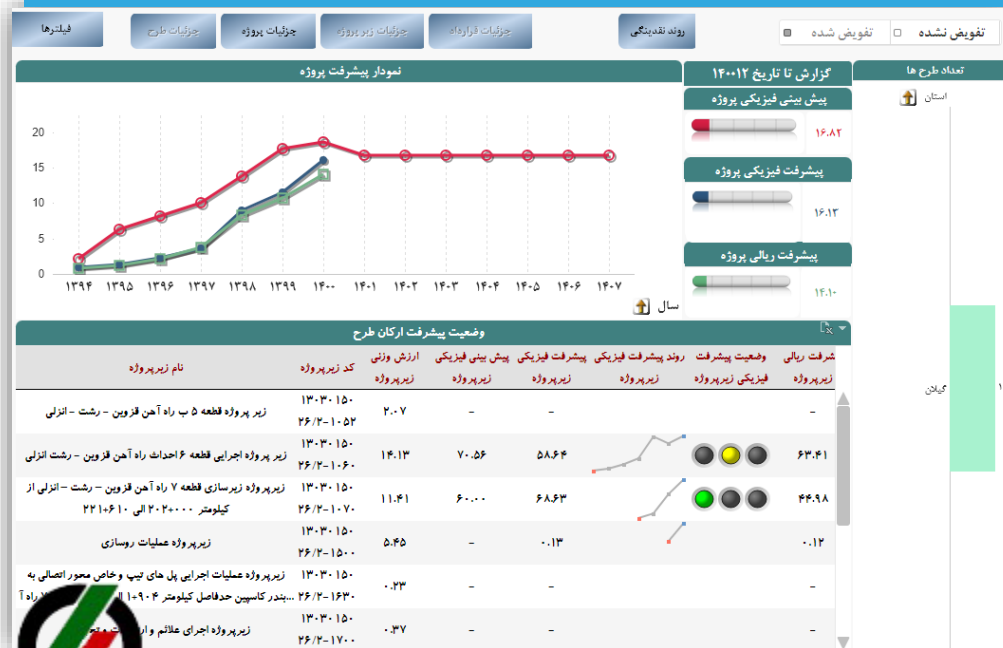 تفویض نشده
تفویض شده
روند نقدینگی
جزئیات قرارداد
جزئیات زیر پروژه
جزئیات پروژه
جزئیات طرح
فیلترها
تعداد طرح ها
استان
گیلان
۱
گزارش تا تاریخ ۱۴۰۰۱۲
پیش بینی فیزیکی پروژه
۱۶.۸۲
پیشرفت فیزیکی پروژه
۱۶.۱۳
پیشرفت ریالی پروژه
۱۴.۱۰
نمودار پیشرفت پروژه
20
15
10
5
0
۱۳۹۴ ۱۳۹۵ ۱۳۹۶ ۱۳۹۷ ۱۳۹۸ ۱۳۹۹ ۱۴۰۰ ۱۴۰۱ ۱۴۰۲ ۱۴۰۳ ۱۴۰۴ ۱۴۰۵ ۱۴۰۶ ۱۴۰۷
سال
وضعیت پیشرفت ارکان طرح
نام زیرپروژه
کد زیرپروژه
ارزش وزنی
زیرپروژه
پیش بینی فیزیکی
زیرپروژه
پیشرفت فیزیکی
زیرپروژه
روند پیشرفت فیزیکی
زیرپروژه
وضعیت پیشرفت
فیزیکی زیرپروژه
شرفت ریالی
زیرپروژه
زیر پروژه قطعه ۵ ب راه آهن قزوین - رشت - انزلی
۱۳۰۳۰۱۵۰
۲۶/۲-۱۰۵۲
۲.۰۷ - - -
زیر پروژه اجرایی قطعه ۶ احداث راه آهن قزوین - رشت انزلی
۱۳۰۳۰۱۵۰
۲۶/۲-۱۰۶۰
۱۴.۱۳ ۷۰.۵۶ ۵۸.۶۴ ۶۳.۴۱
زیرپروژه زیرسازی قطعه ۷ راه آهن قزوین - رشت - انزلی از
کیلومتر ۲۰۲+۰۰۰ الی ۲۲۱+۶۱۰
۱۳۰۳۰۱۵۰
۲۶/۲-۱۰۷۰
۱۱.۴۱ ۶۰.۰۰ ۶۸.۶۳ ۴۴.۹۸
زیرپروژه عملیات روسازی
۱۳۰۳۰۱۵۰
۲۶/۲-۱۵۰۰
۵.۴۵ - ۰.۱۳ ۰.۱۲
زیرپروژه عملیات اجرایی پل های تیپ و خاص محور اتصالی به
بندر کاسپین حدفاصل کیلومتر ۱+۹۰۴ راه آ...
۱۳۰۳۰۱۵۰
۲۶/۲-۱۶۳۰
۰.۲۳ - - -
زیرپروژه اجرای علائم و
۱۳۰۳۰۱۵۰
۲۶/۲-۱۷۰۰
۰.۳۷ - - -